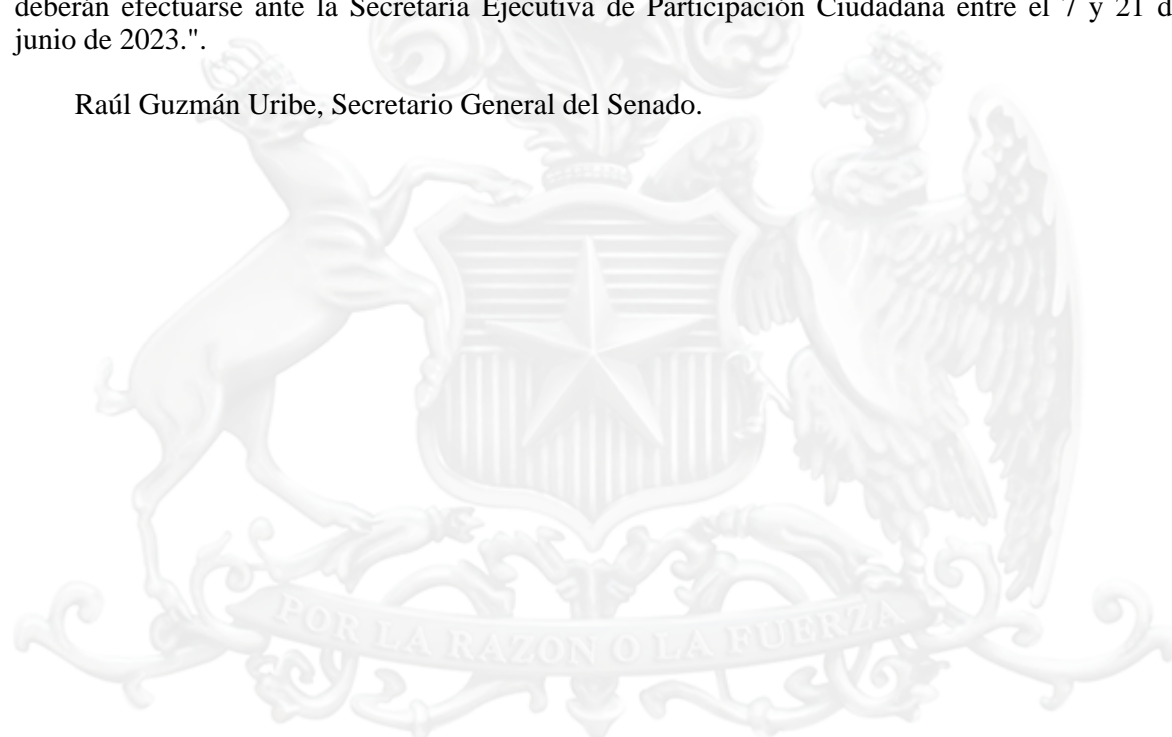 deberán efectuarse ante la Secretaría Ejecutiva de Participación Ciudadana entre el 7 y 21 d
junio de 2023.".
Raúl Guzmán Uribe, Secretario General del Senado.
POR LA RAZON O LA FUERZA